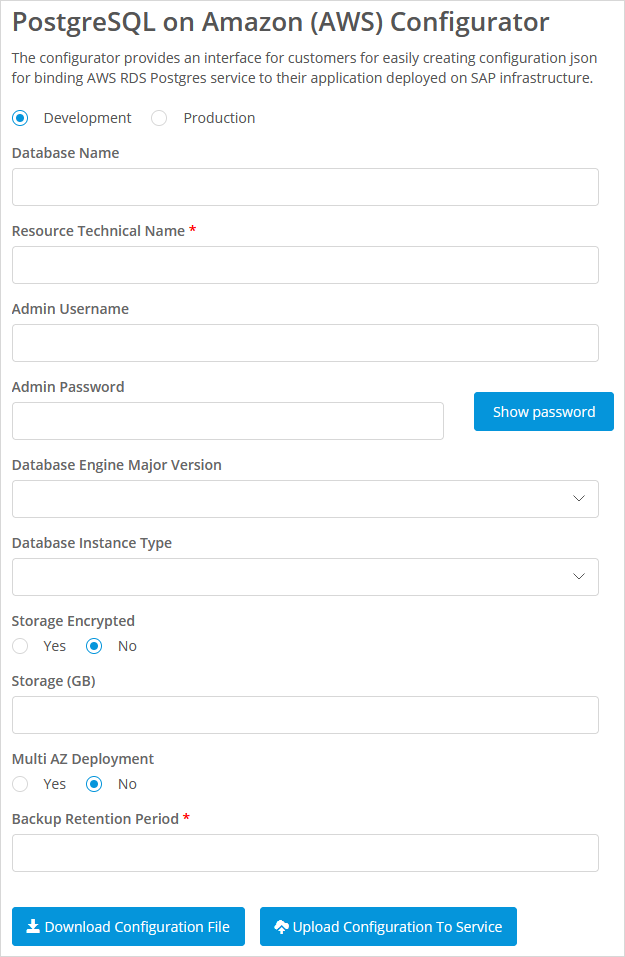 PostgreSQL on Amazon (AWS) Configurator
The configurator provides an interface for customers for easily creating configuration json
for binding AWS RDS Postgres service to their application deployed on SAP infrastructure.
Development Production
Database Name
Resource Technical Name *
Admin Username
Admin Password
Show password
Database Engine Major Version
Database Instance Type
Storage Encrypted
Yes No
Storage (GB)
Multi AZ Deployment
Yes No
Backup Retention Period *
Download Configuration File Upload Configuration To Service